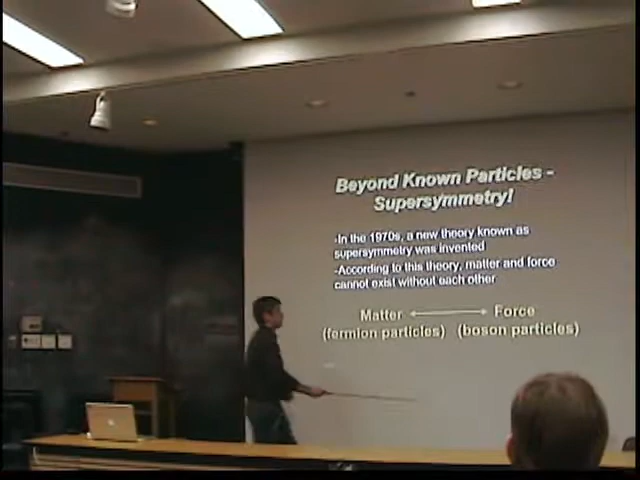 Beyond Known Particles -
Supersymmetry!
-In the 1970s, a new theory known as
supersymmetry was invented
-According to this theory, matter and force
cannot exist without each other
Matter Force
(fermion particles) (boson particles)